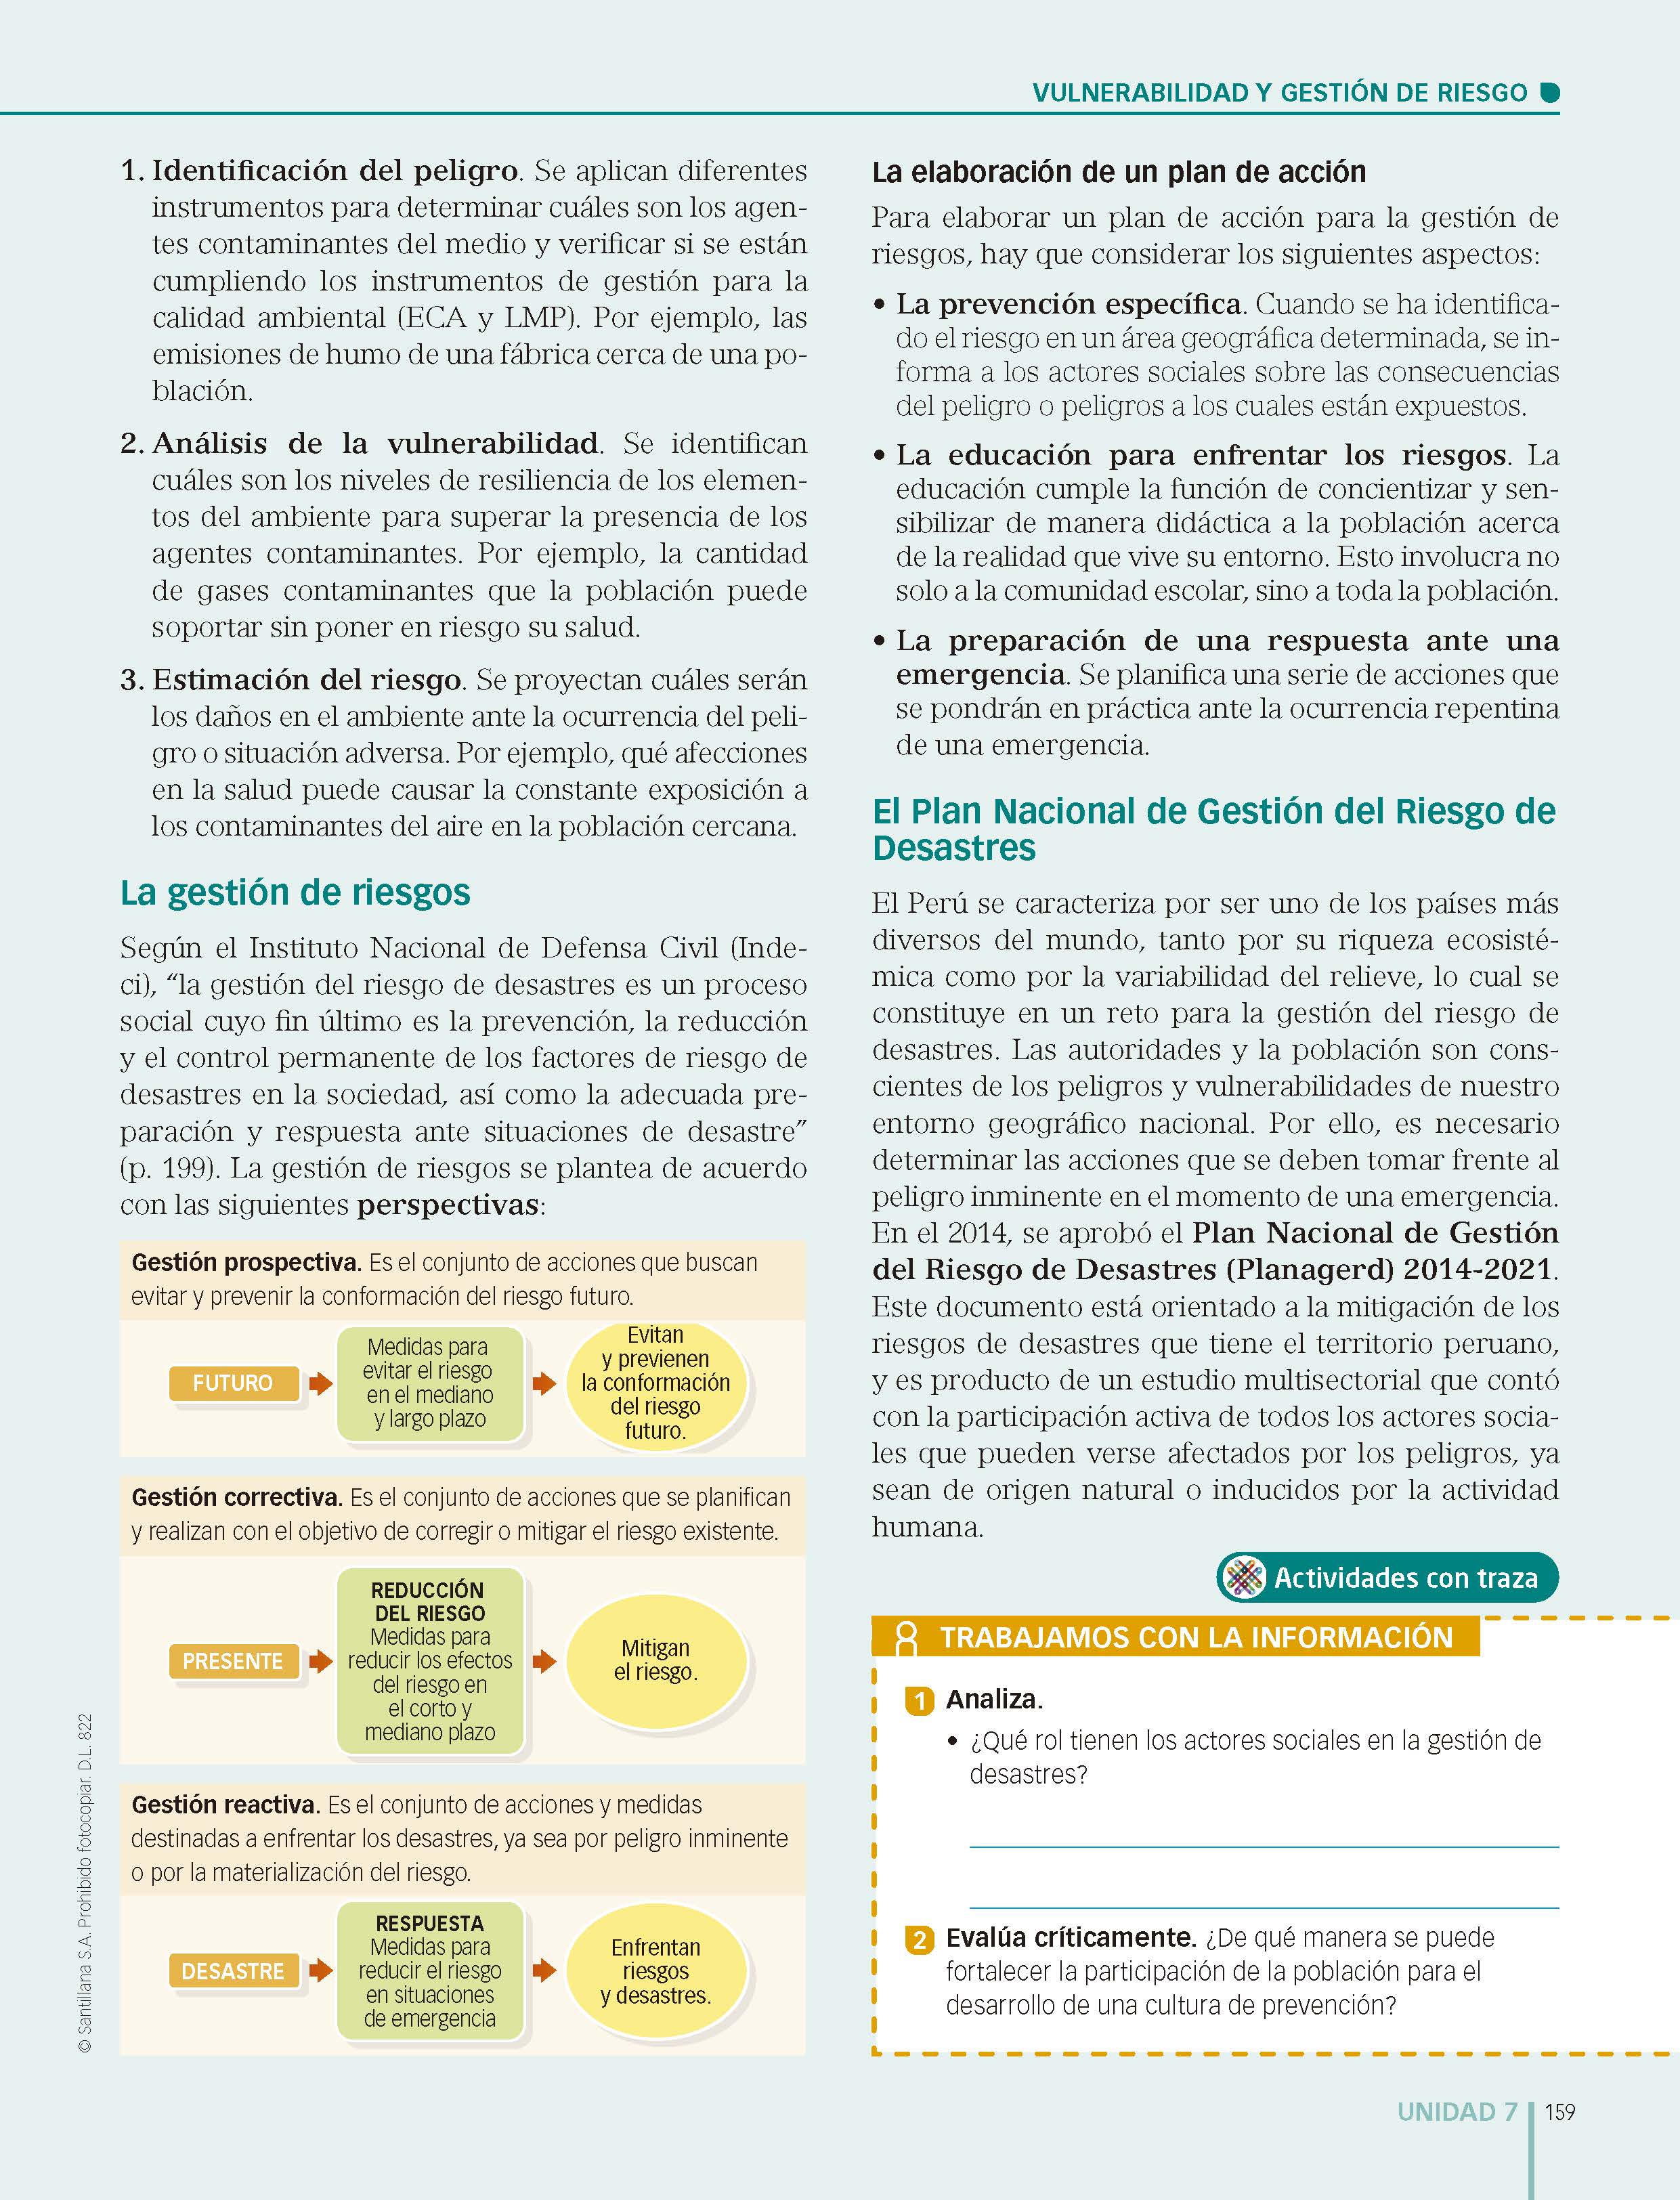 VULNERABILIDAD Y GESTIÓN DE RIESGO
1. Identificación del peligro. Se aplican diferentes
instrumentos para determinar cuáles son los agen-
tes contaminantes del medio y verificar si se están
cumpliendo los instrumentos de gestión para la
calidad ambiental (ECA y LMP). Por ejemplo, las
emisiones de humo de una fábrica cerca de una po-
blación.
2. Análisis de la vulnerabilidad. Se identifican
cuáles son los niveles de resiliencia de los elemen-
tos del ambiente para superar la presencia de los
agentes contaminantes. Por ejemplo, la cantidad
de gases contaminantes que la población puede
soportar sin poner en riesgo su salud.
3. Estimación del riesgo. Se proyectan cuáles serán
los daños en el ambiente ante la ocurrencia del peli-
gro o situación adversa. Por ejemplo, qué afecciones
en la salud puede causar la constante exposición a
los contaminantes del aire en la población cercana.
La gestión de riesgos
Según el Instituto Nacional de Defensa Civil (Inde-
ci), “la gestión del riesgo de desastres es un proceso
social cuyo fin último es la prevención, la reducción
y el control permanente de los factores de riesgo de
desastres en la sociedad, así como la adecuada pre-
paración y respuesta ante situaciones de desastre”
(p. 199). La gestión de riesgos se plantea de acuerdo
con las siguientes perspectivas:
Gestión prospectiva. Es el conjunto de acciones que buscan
evitar y prevenir la conformación del riesgo futuro.
FUTURO
Medidas para
evitar el riesgo
en el mediano
y largo plazo
Evitan
y previenen
la conformación
del riesgo
futuro.
Gestión correctiva. Es el conjunto de acciones que se planifican
y realizan con el objetivo de corregir o mitigar el riesgo existente.
PRESENTE
REDUCCIÓN
DEL RIESGO
Medidas para
reducir los efectos
del riesgo en
el corto y
mediano plazo
Mitigan
el riesgo.
Gestión reactiva. Es el conjunto de acciones y medidas
destinadas a enfrentar los desastres, ya sea por peligro inminente
o por la materialización del riesgo.
DESASTRE
RESPUESTA
Medidas para
reducir el riesgo
en situaciones
de emergencia
Enfrentan
riesgos
y desastres.
La elaboración de un plan de acción
Para elaborar un plan de acción para la gestión de
riesgos, hay que considerar los siguientes aspectos:
• La prevención específica. Cuando se ha identifica-
do el riesgo en un área geográfica determinada, se in-
forma a los actores sociales sobre las consecuencias
del peligro o peligros a los cuales están expuestos.
• La educación para enfrentar los riesgos. La
educación cumple la función de concientizar y sen-
sibilizar de manera didáctica a la población acerca
de la realidad que vive su entorno. Esto involucra no
solo a la comunidad escolar, sino a toda la población.
• La preparación de una respuesta ante una
emergencia. Se planifica una serie de acciones que
se pondrán en práctica ante la ocurrencia repentina
de una emergencia.
El Plan Nacional de Gestión del Riesgo de
Desastres
El Perú se caracteriza por ser uno de los países más
diversos del mundo, tanto por su riqueza ecosisté-
mica como por la variabilidad del relieve, lo cual se
constituye en un reto para la gestión del riesgo de
desastres. Las autoridades y la población son cons-
cientes de los peligros y vulnerabilidades de nuestro
entorno geográfico nacional. Por ello, es necesario
determinar las acciones que se deben tomar frente al
peligro inminente en el momento de una emergencia.
En el 2014, se aprobó el Plan Nacional de Gestión
del Riesgo de Desastres (Planagerd) 2014-2021.
Este documento está orientado a la mitigación de los
riesgos de desastres que tiene el territorio peruano,
y es producto de un estudio multisectorial que contó
con la participación activa de todos los actores socia-
les que pueden verse afectados por los peligros, ya
sean de origen natural o inducidos por la actividad
humana.
Actividades con traza
TRABAJAMOS CON LA INFORMACIÓN
1 Analiza.
• ¿Qué rol tienen los actores sociales en la gestión de
desastres?
2 Evalúa críticamente. ¿De qué manera se puede
fortalecer la participación de la población para el
desarrollo de una cultura de prevención?
© Santillana S.A. Prohibido fotocopiar. D.L. 822
UNIDAD 7 159